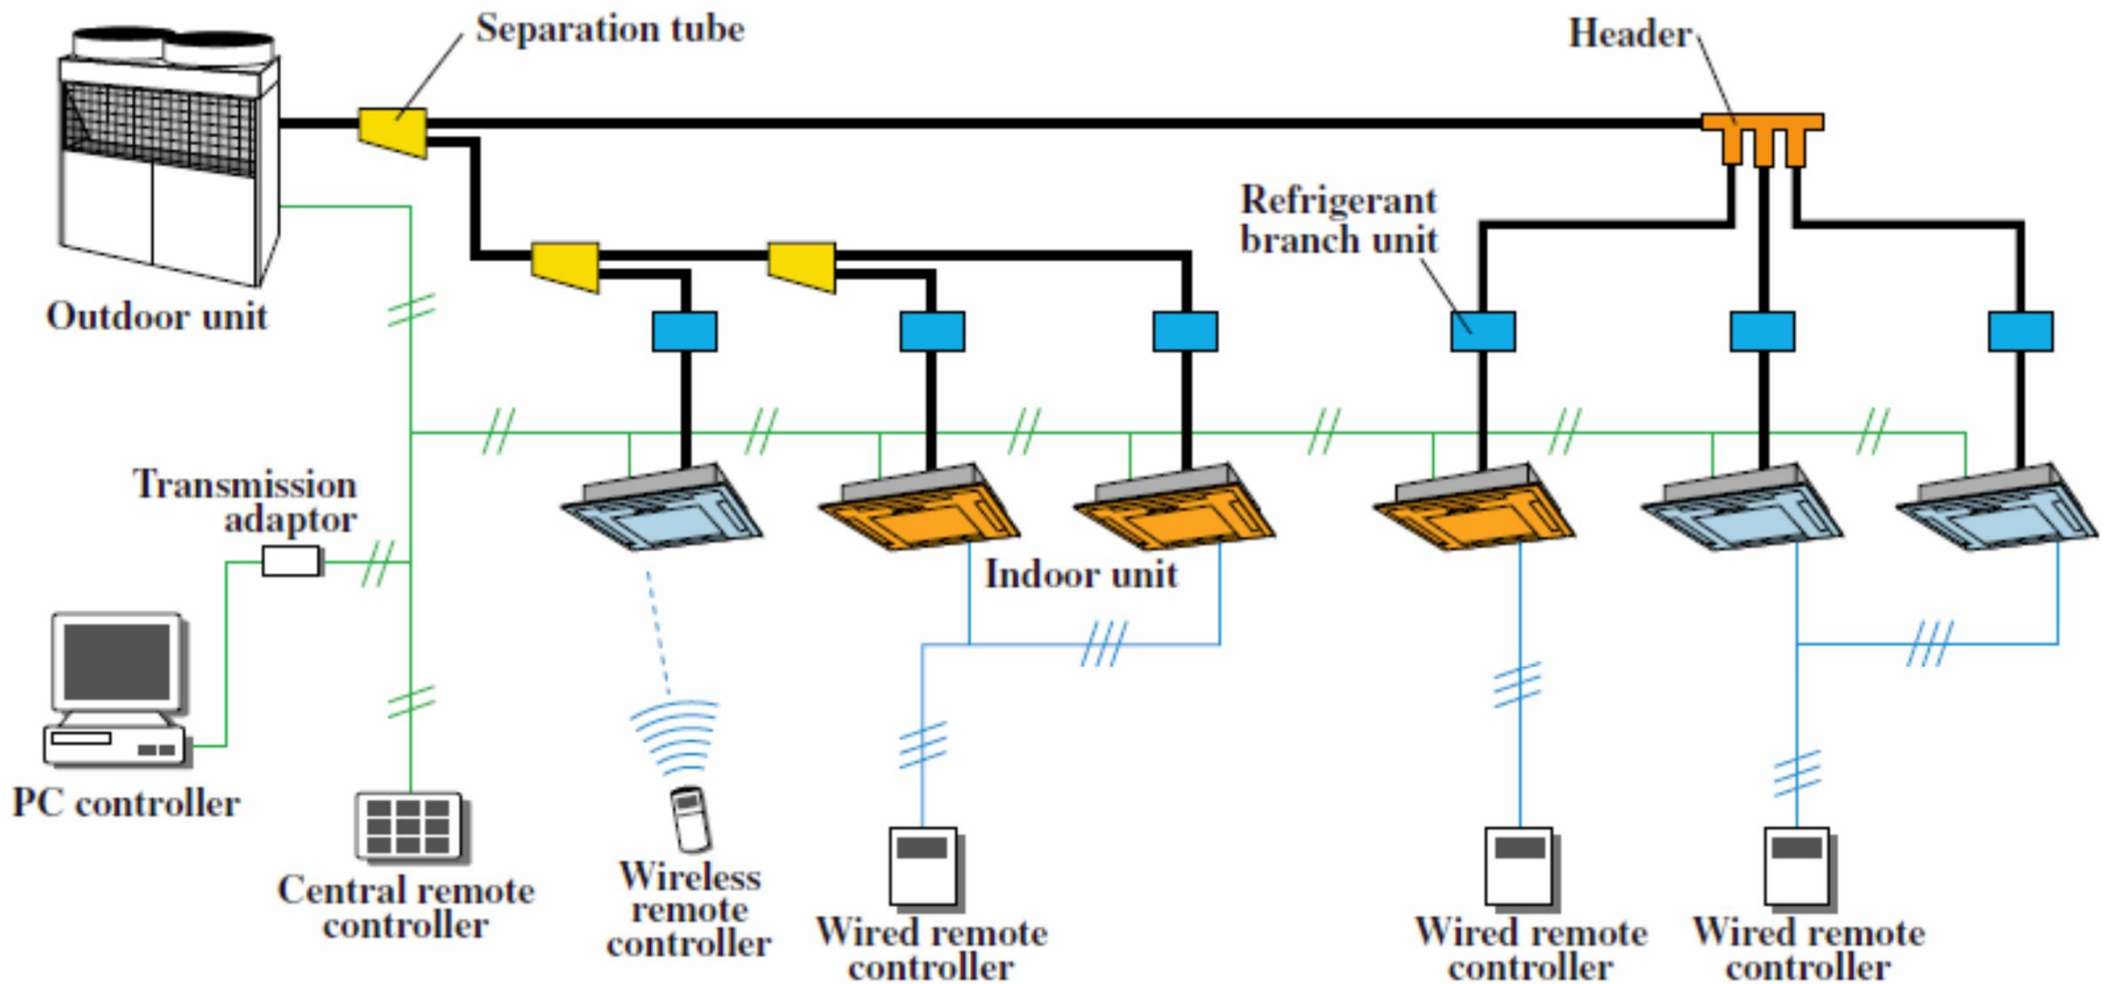 Separation tube
Header
Refrigerant
branch unit
Outdoor unit
Transmission
adaptor
Indoor unit
PC controller
Central remote
controller
Wireless
remote
controller
Wired remote
controller
Wired remote
controller
Wired remote
controller